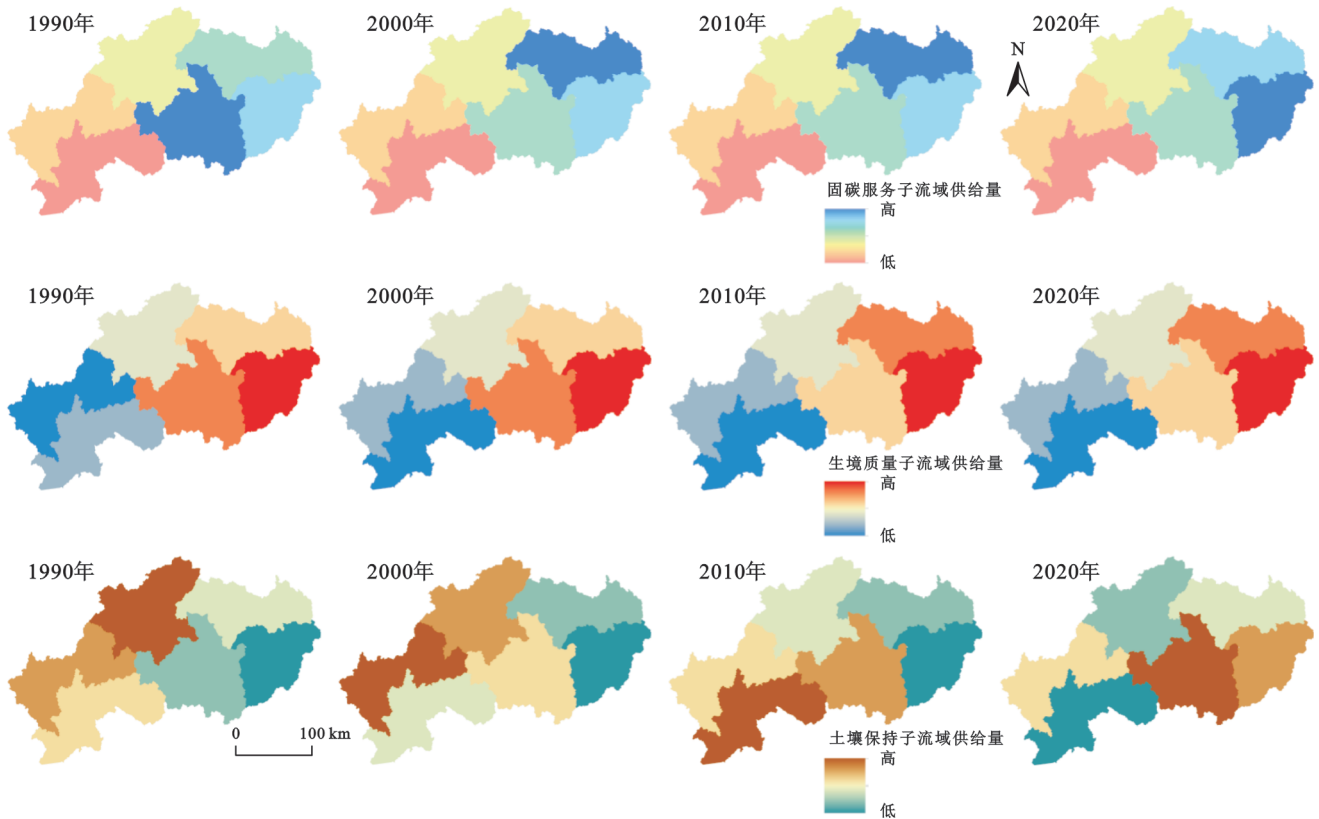 1990年
2000年
2010年
2020年
N
固碳服务子流域供给量
高
低
1990年
2000年
2010年
2020年
生境质量子流域供给量
高
低
1990年
2000年
2010年
2020年
0 100 km
土壤保持子流域供给量
高
低